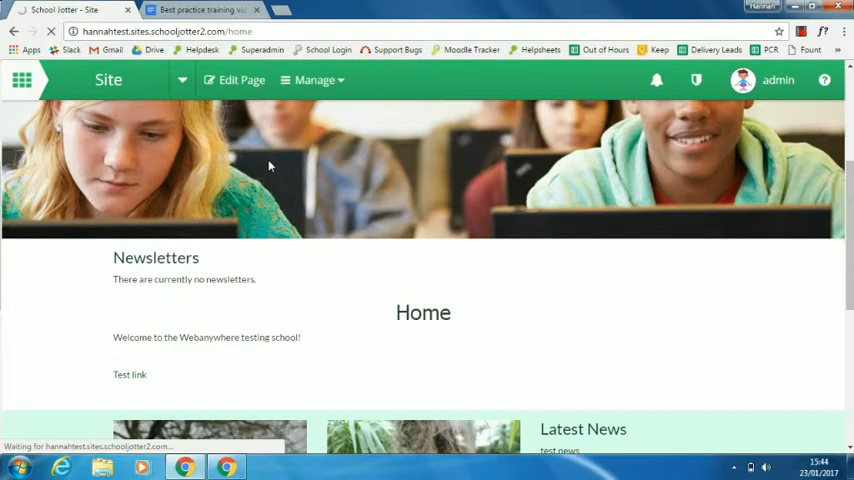 School Jotter - Site
Best practice training vid
Hannah
hannahtest.sites.schooljotter2.com/home
Apps Slack Gmail Drive Helpdesk Superadmin School Login Support Bugs Moodle Tracker Helpsheets Out of Hours Keep Delivery Leads PCR Fount
Site Edit Page Manage admin
Newsletters
There are currently no newsletters.
Home
Welcome to the Webanywhere testing school!
Test link
Latest News
test news
Waiting for hannahtest.sites.schooljotter2.com...
15:44
23/01/2017